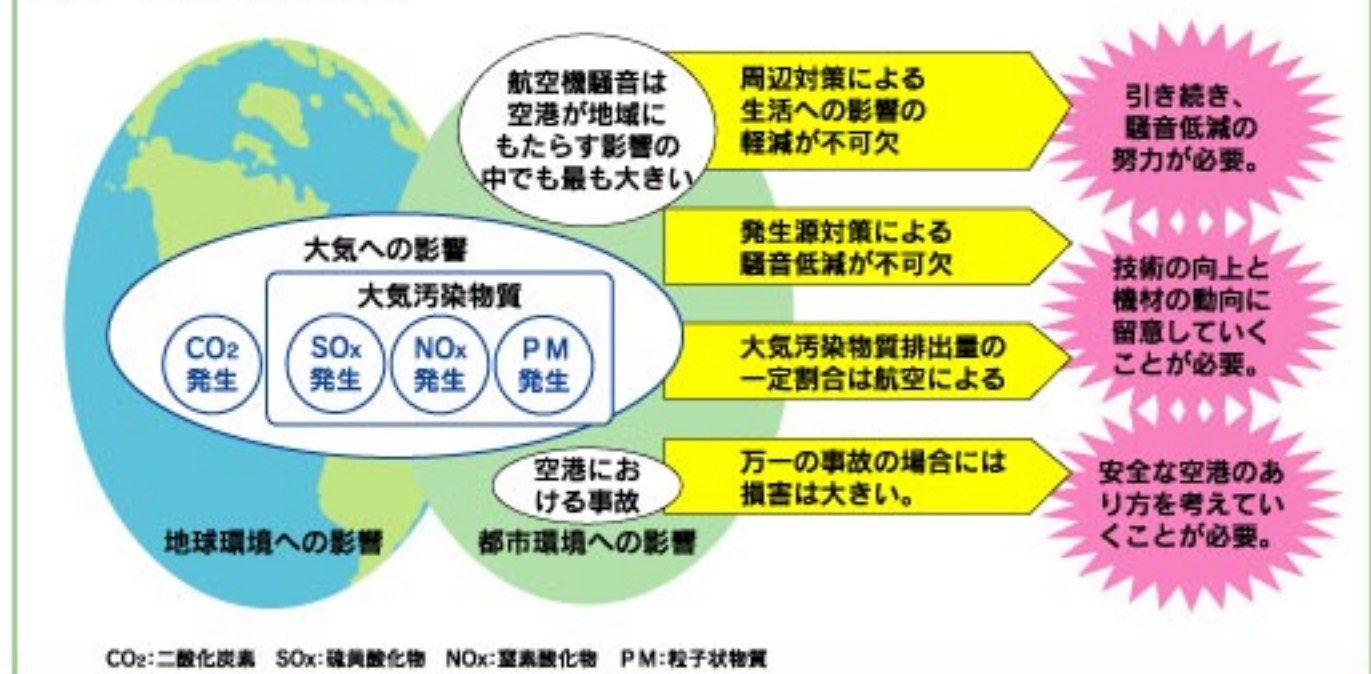 航空機騒音は
空港が地域に
もたらす影響の
中でも最も大きい
周辺対策による
生活への影響の
軽減が不可欠
引き続き、
騒音低減の
努力が必要。
発生源対策による
騒音低減が不可欠
技術の向上と
機材の動向に
留意していく
ことが必要。
大気への影響
大気汚染物質
CO2
発生
SOx
発生
NOx
発生
PM
発生
大気汚染物質排出量の
一定割合は航空による
空港にお
ける事故
万一の事故の場合には
損害は大きい。
安全な空港のあ
り方を考えてい
くことが必要。
地球環境への影響
都市環境への影響
CO2:二酸化炭素 SOx:硫黄酸化物 NOx:窒素酸化物 PM:粒子状物質